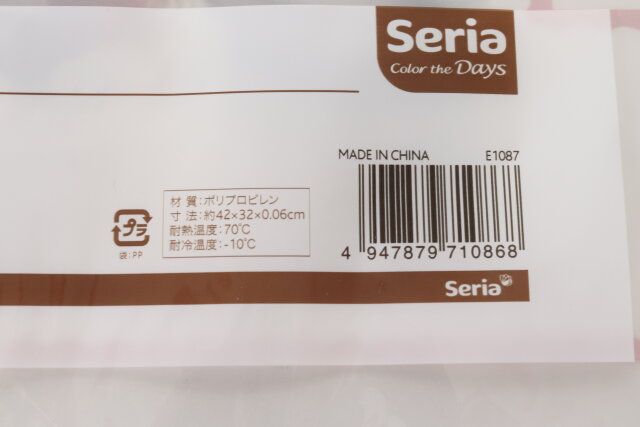 Seria
Color the Days
MADE IN CHINA E1087
材 質：ポリプロピレン
寸 法：約42×32×0.06cm
耐熱温度：70℃
耐冷温度：-10℃
プラ
袋：PP
4 947879 710868
Seria